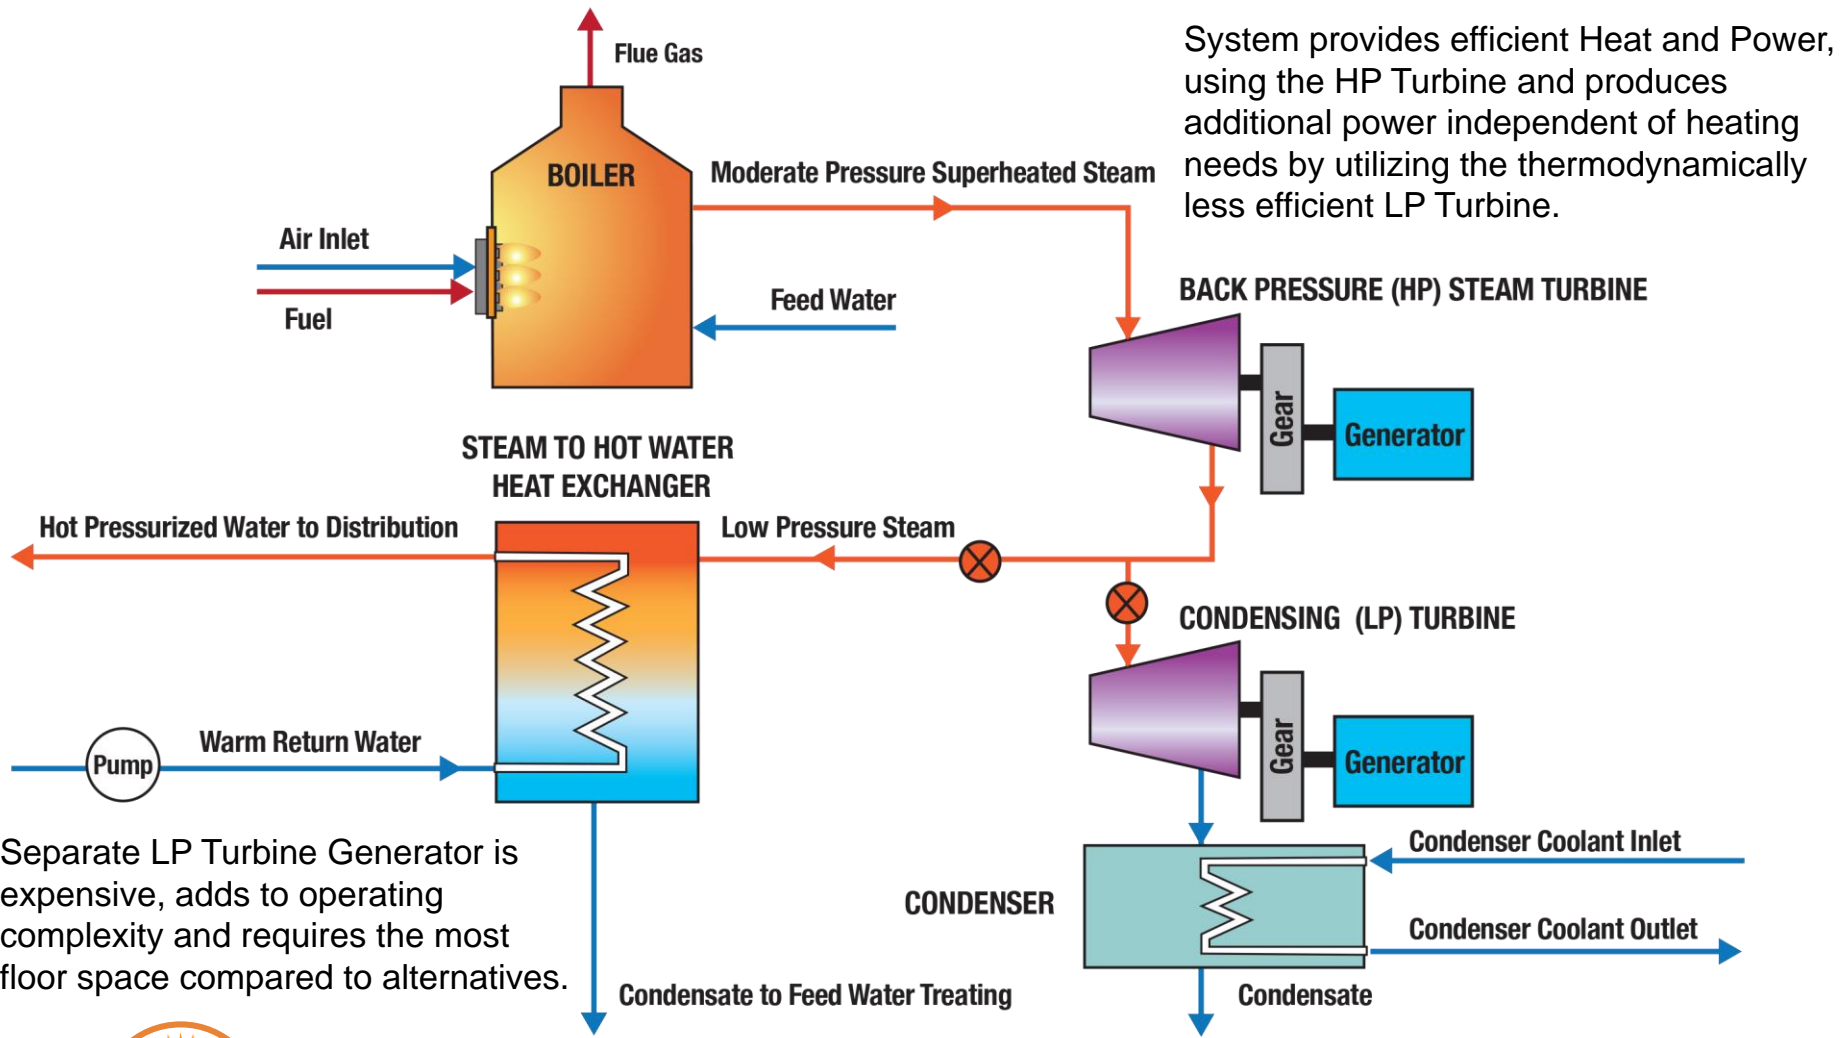 Flue Gas
System provides efficient Heat and Power,
using the HP Turbine and produces
additional power independent of heating
needs by utilizing the thermodynamically
less efficient LP Turbine.
BOILER
Moderate Pressure Superheated Steam
Air Inlet
Fuel
Feed Water
BACK PRESSURE (HP) STEAM TURBINE
Gear
Generator
STEAM TO HOT WATER
HEAT EXCHANGER
Hot Pressurized Water to Distribution
Low Pressure Steam
CONDENSING (LP) TURBINE
Gear
Generator
Pump
Warm Return Water
Separate LP Turbine Generator is
expensive, adds to operating
complexity and requires the most
floor space compared to alternatives.
CONDENSER
Condenser Coolant Inlet
Condenser Coolant Outlet
Condensate to Feed Water Treating
Condensate